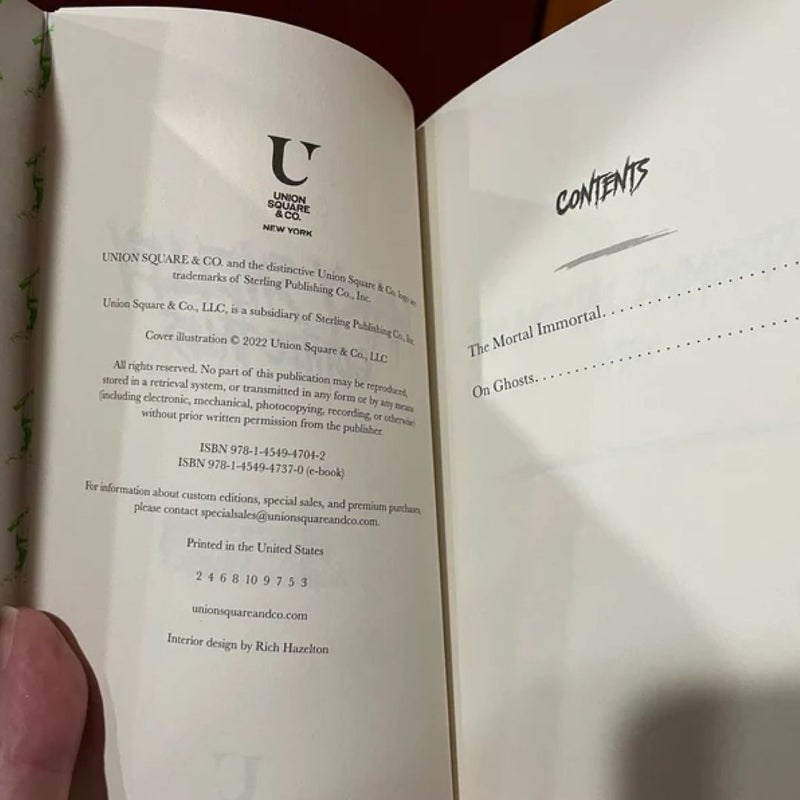 U
UNION
SQUARE
& CO.
NEW YORK
UNION SQUARE & CO. and the distinctive Union Square & Co. logo are
trademarks of Sterling Publishing Co., Inc.
Union Square & Co., LLC, is a subsidiary of Sterling Publishing Co., Inc.
Cover illustration © 2022 Union Square & Co., LLC
All rights reserved. No part of this publication may be reproduced,
stored in a retrieval system, or transmitted in any form or by any means
(including electronic, mechanical, photocopying, recording, or otherwise)
without prior written permission from the publisher.
ISBN 978-1-4549-4704-2
ISBN 978-1-4549-4737-0 (e-book)
For information about custom editions, special sales, and premium purchases,
please contact specialsales@unionsquareandco.com.
Printed in the United States
2 4 6 8 10 9 7 5 3
unionsquareandco.com
Interior design by Rich Hazelton
CONTENTS
The Mortal Immortal. . . . . . . . . . . . . . . . . . . .
On Ghosts. . . . . . . . . . . . . . . . . . . . . . . . . . .